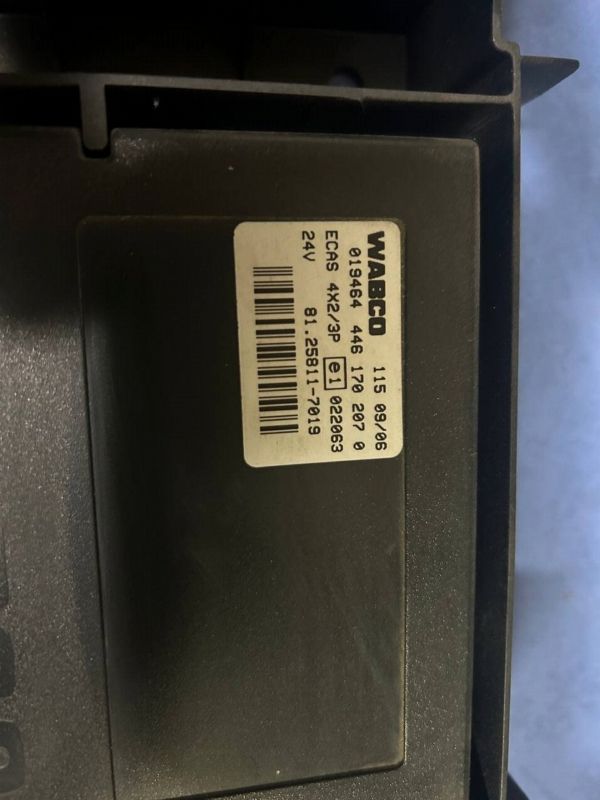 WABCO 115 09/06
019464 446 170 207 0
ECAS 4X2/3P e1 022063
24V 81.25811-7019